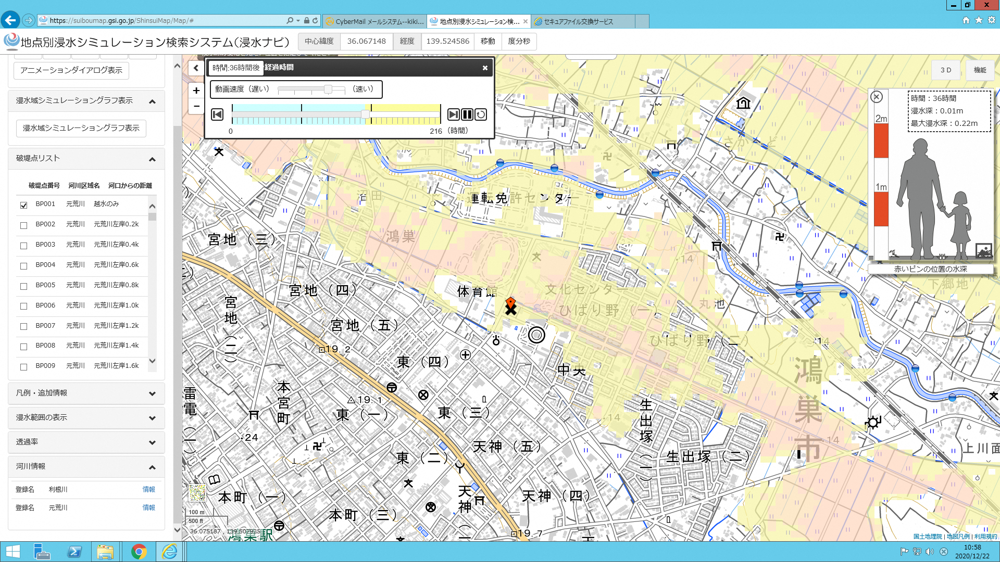 https://suiboumap.gsi.go.jp/ShinsuiMap/Map/#
CyberMail メールシステム--kiki...
地点別浸水シミュレーション検...
セキュアファイル交換サービス
地点別浸水シミュレーション検索システム(浸水ナビ)
中心緯度 36.067148 経度 139.524586 移動 度分秒
アニメーションダイアログ表示
浸水域シミュレーショングラフ表示
浸水域シミュレーショングラフ表示
破堤点リスト
破堤点番号 河川区域名 河口からの距離
BP001 元荒川 越水のみ
BP002 元荒川 元荒川左岸0.2k
BP003 元荒川 元荒川左岸0.4k
BP004 元荒川 元荒川左岸0.6k
BP005 元荒川 元荒川左岸0.8k
BP006 元荒川 元荒川左岸1.0k
BP007 元荒川 元荒川左岸1.2k
BP008 元荒川 元荒川左岸1.4k
BP009 元荒川 元荒川左岸1.6k
凡例・追加情報
浸水範囲の表示
透過率
河川情報
登録名 利根川 情報
登録名 元荒川 情報
時間:36時間後 経過時間
動画速度（遅い） （速い）
0 216（時間）
+
−
3D 機能
時間：36時間
浸水深：0.01m
最大浸水深：0.22m
2m
1m
赤いピンの位置の水深
さかいど
運転免許センター
鴻巣
宮地（三）
・14
宮地（四）
体育館
文化センター
下郷地
宮地（二）
丸池
ひばり野（一）
宮地（五）
ひばり野（二）
・14
19.2
東（四）
中央
鴻巣市
本宮町
雷電（一）
19.1
東（一）
東（三）
・14
生出塚（一）
・24
天神（五）
・14
上川面
東（二）
生出塚（二）
本町（一）
天神（一）
天神（四）
本町（三）
100 m
500 ft
36.075187 , 139.507935
鴻巣駅
19.7
国土地理院 | 地図凡例 | 利用規約
10:58
2020/12/22